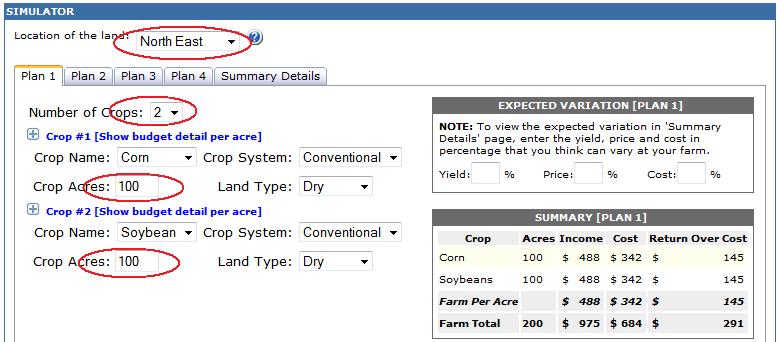 SIMULATOR
Location of the land: North East
Plan 1 Plan 2 Plan 3 Plan 4 Summary Details
Number of Crops: 2
Crop #1 [Show budget detail per acre]
Crop Name: Corn Crop System: Conventional
Crop Acres: 100 Land Type: Dry
Crop #2 [Show budget detail per acre]
Crop Name: Soybean Crop System: Conventional
Crop Acres: 100 Land Type: Dry
EXPECTED VARIATION [PLAN 1]
NOTE: To view the expected variation in 'Summary
Details' page, enter the yield, price and cost in
percentage that you think can vary at your farm.
Yield: % Price: % Cost: %
SUMMARY [PLAN 1]
Crop Acres Income Cost Return Over Cost
Corn 100 $ 488 $ 342 $ 145
Soybeans 100 $ 488 $ 342 $ 145
Farm Per Acre $ 488 $ 342 $ 145
Farm Total 200 $ 975 $ 684 $ 291